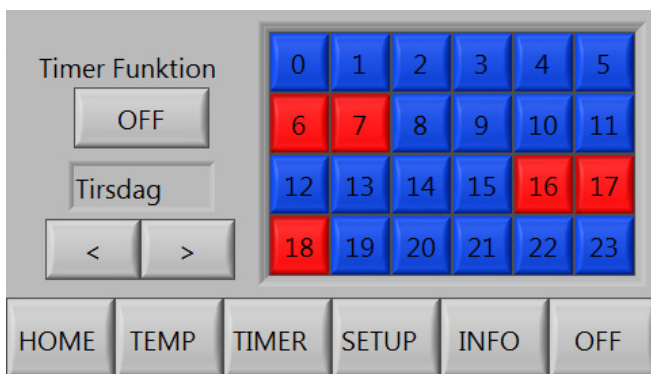 Timer Funktion
OFF
Tirsdag
< >
0 1 2 3 4 5
6 7 8 9 10 11
12 13 14 15 16 17
18 19 20 21 22 23
HOME TEMP TIMER SETUP INFO OFF